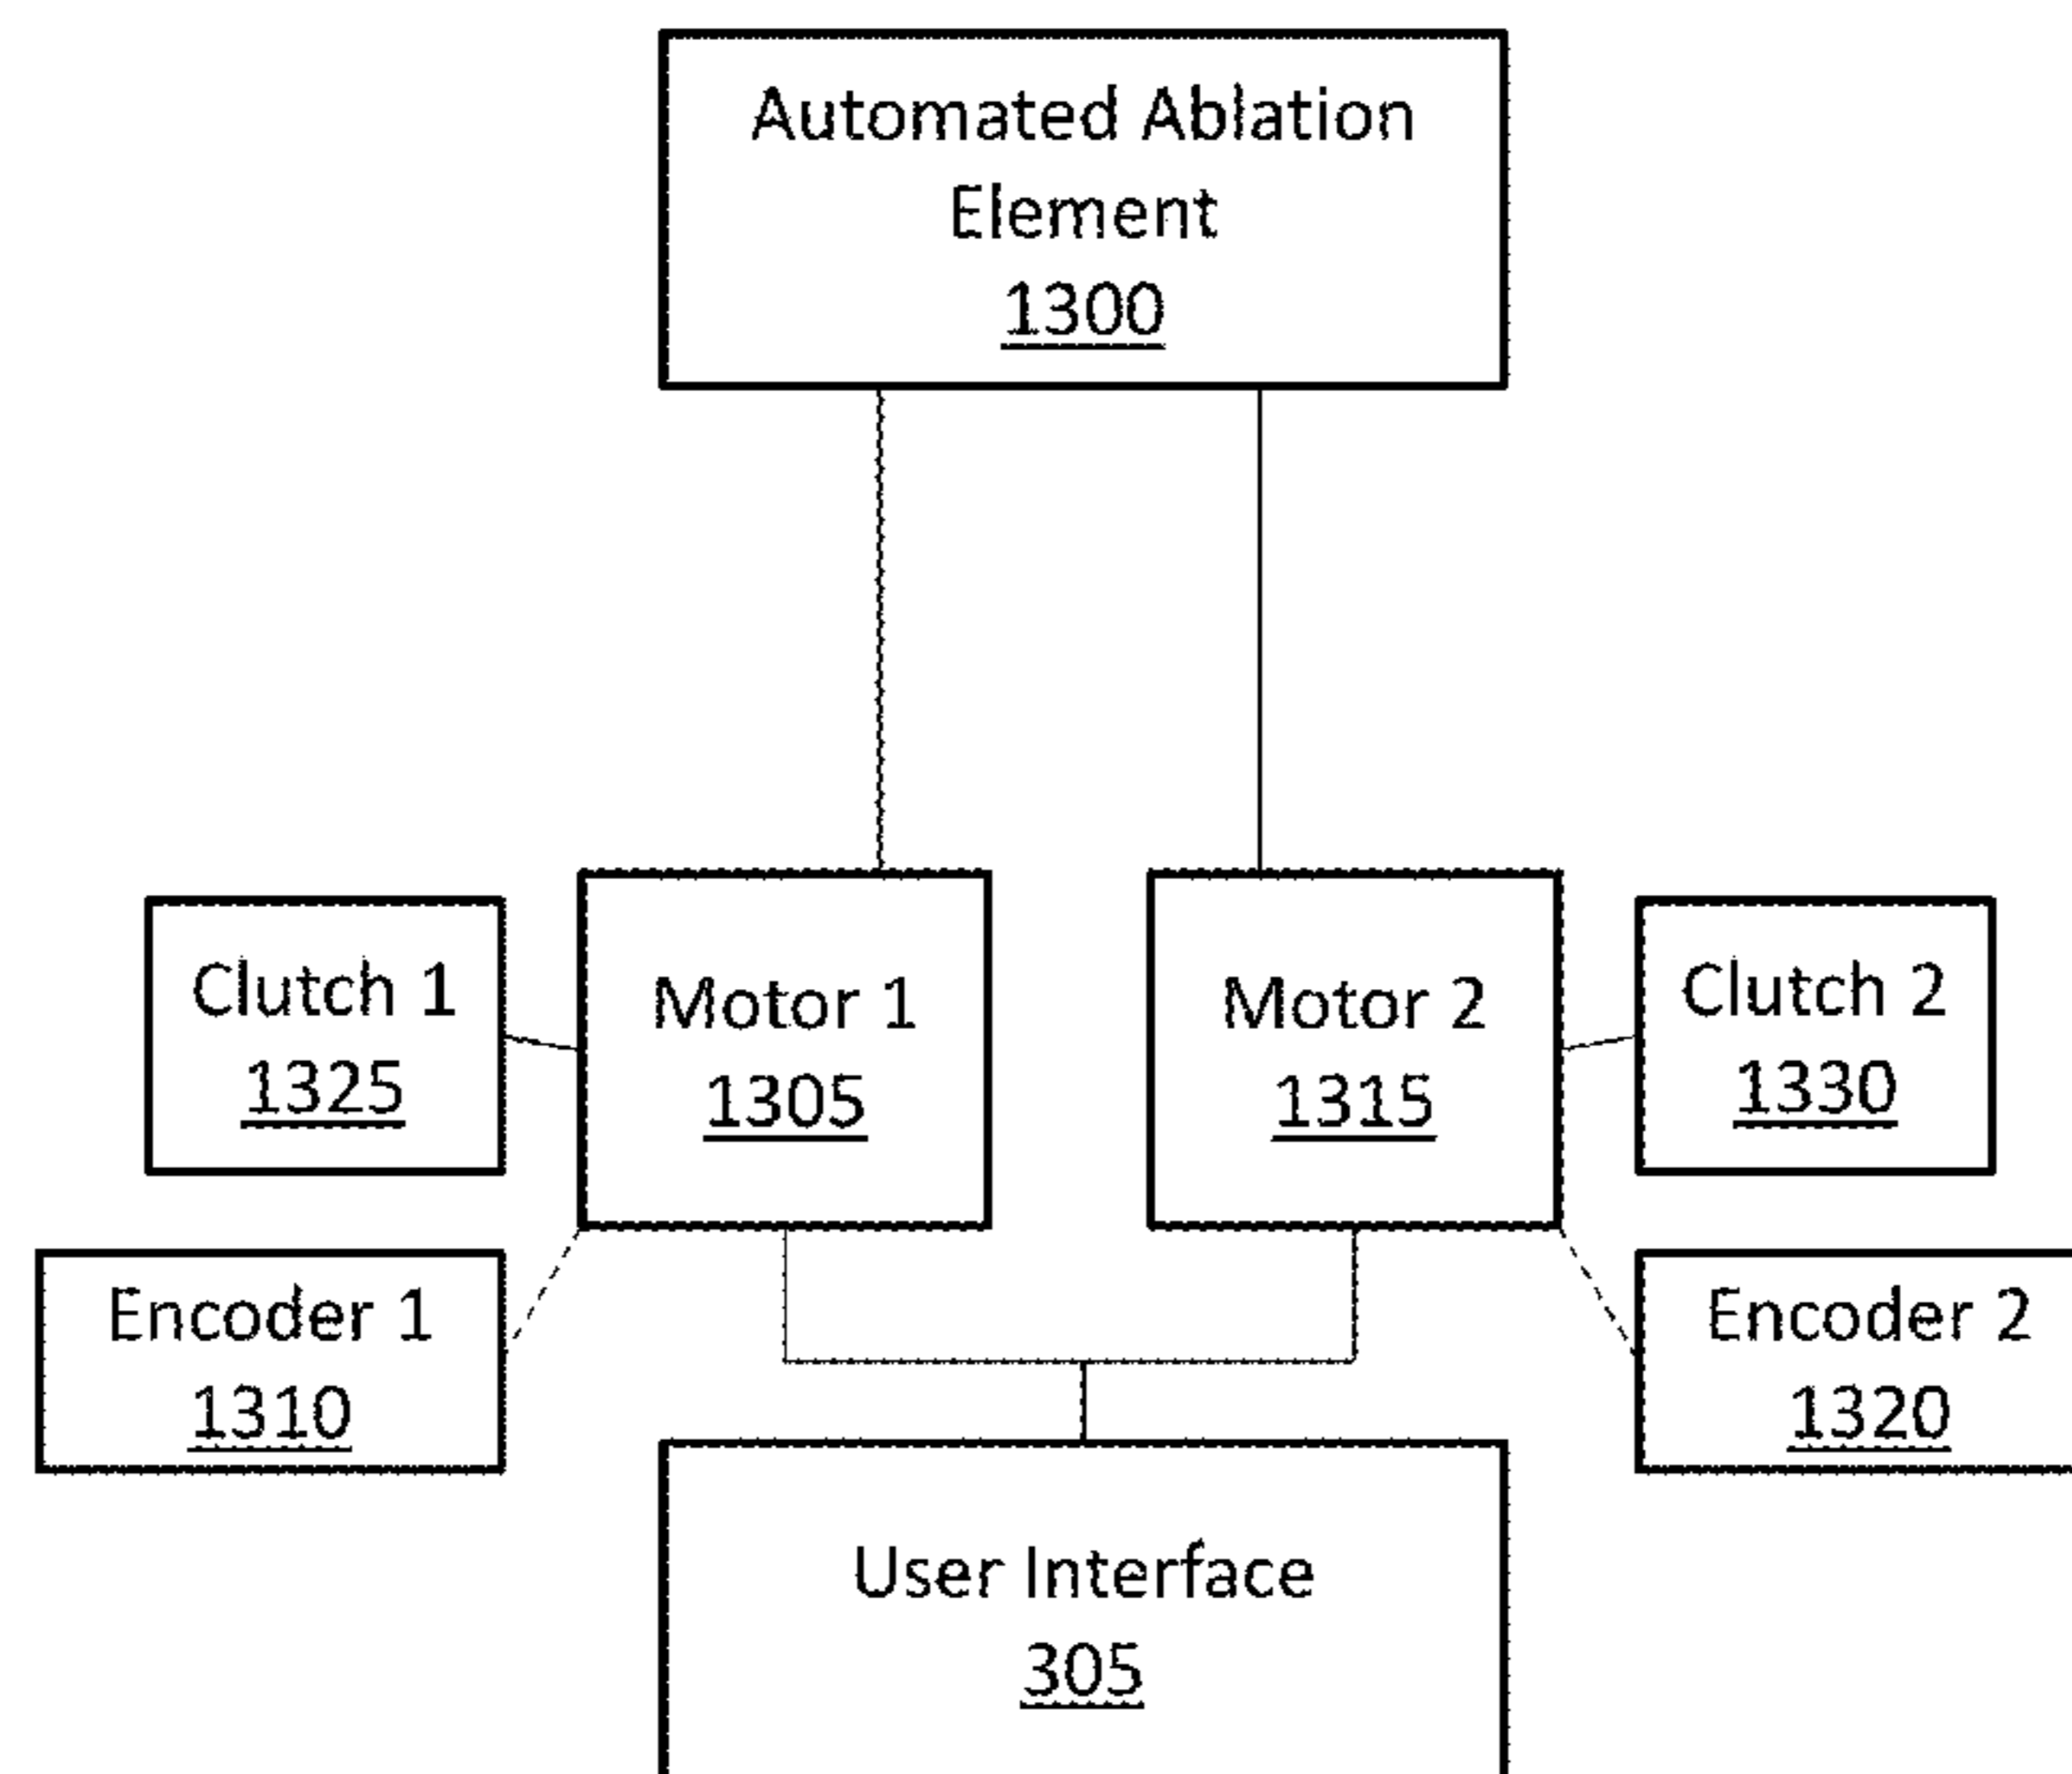 Automated Ablation
Element
1300
Clutch 1
1325
Motor 1
1305
Motor 2
1315
Clutch 2
1330
Encoder 1
1310
Encoder 2
1320
User Interface
305